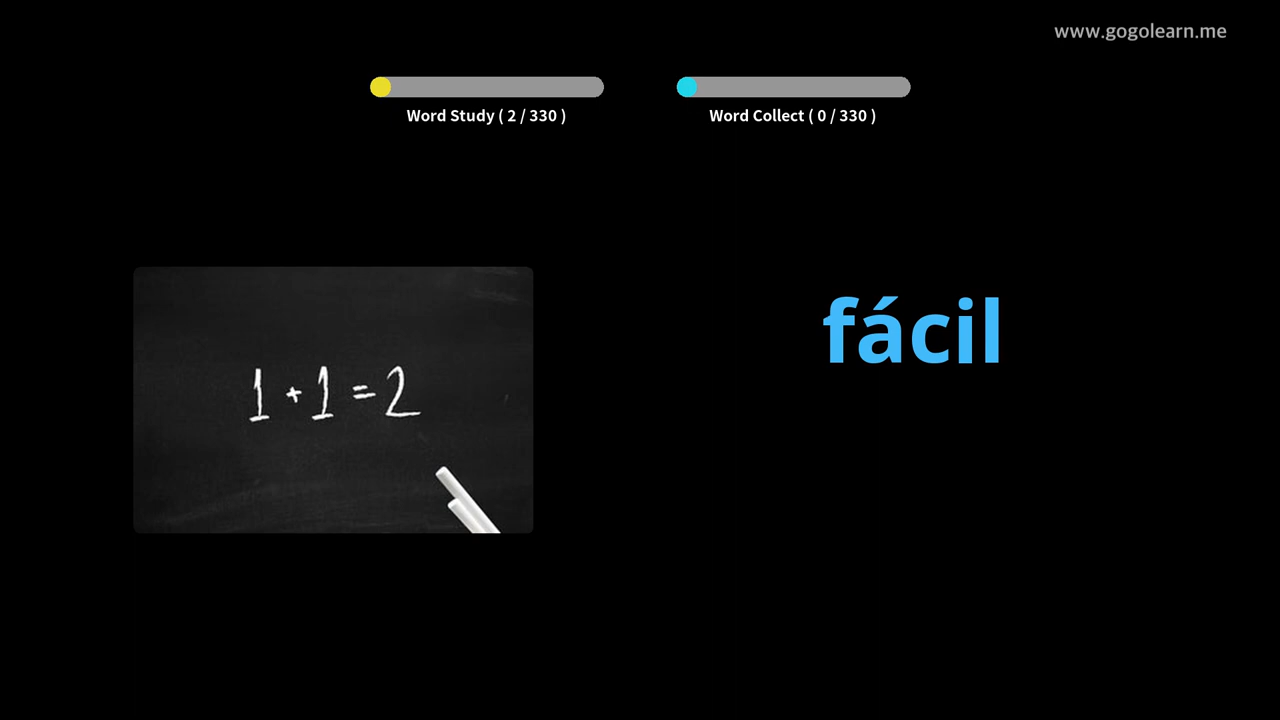 www.gogolearn.me
Word Study ( 2 / 330 )
Word Collect ( 0 / 330 )
fácil
1 + 1 = 2